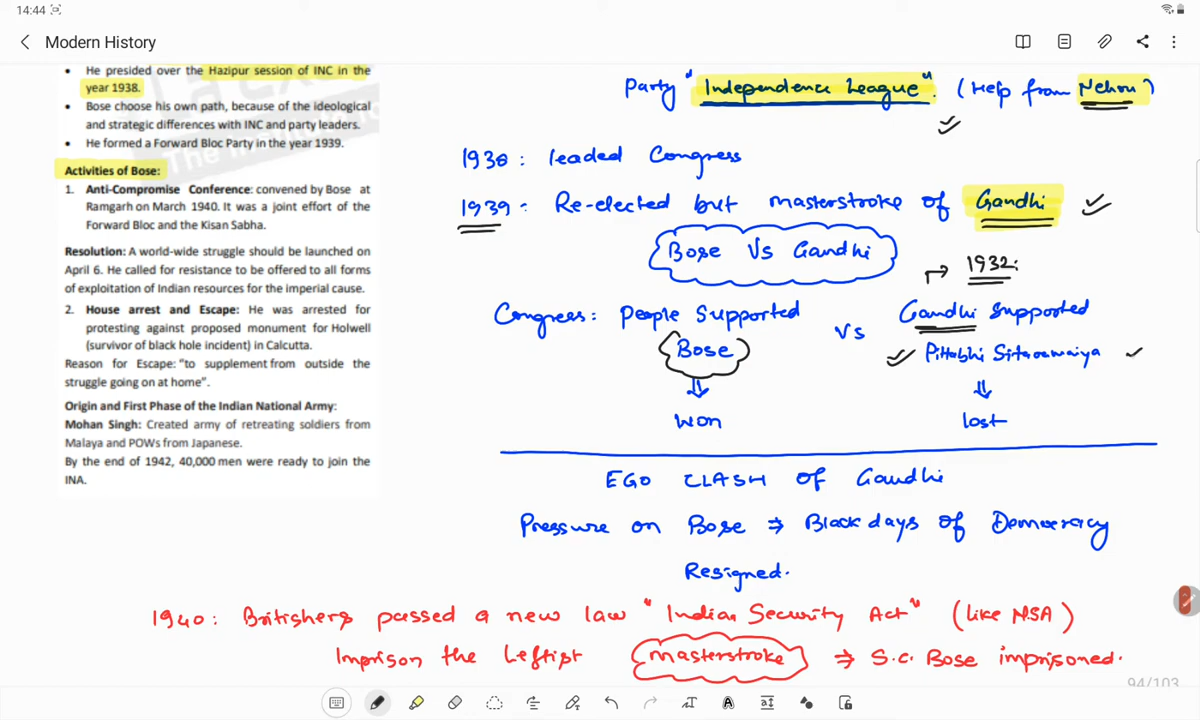 14:44
Modern History
• He presided over the Hazipur session of INC in the
year 1938.
• Bose choose his own path, because of the ideological
and strategic differences with INC and party leaders.
• He formed a Forward Bloc Party in the year 1939.
Activities of Bose:
1. Anti-Compromise Conference: convened by Bose at
Ramgarh on March 1940. It was a joint effort of the
Forward Bloc and the Kisan Sabha.
Resolution: A world-wide struggle should be launched on
April 6. He called for resistance to be offered to all forms
of exploitation of Indian resources for the imperial cause.
2. House arrest and Escape: He was arrested for
protesting against proposed monument for Holwell
(survivor of black hole incident) in Calcutta.
Reason for Escape: "to supplement from outside the
struggle going on at home".
Origin and First Phase of the Indian National Army:
Mohan Singh: Created army of retreating soldiers from
Malaya and POWs from Japanese.
By the end of 1942, 40,000 men were ready to join the
INA.
Party "Independence League". (Help from Nehru)
1938: leaded Congress
1939: Re-elected but masterstroke of Gandhi
Bose Vs Gandhi
1932:
Congress: People Supported Vs Gandhi Supported
Bose
Won lost
EGO CLASH of Gandhi
Pressure on Bose ⇒ Black days of Democracy
Resigned.
1940: Britishers passed a new law "Indian Security Act" (like NSA)
Imprison the Leftist masterstroke ⇒ S.C. Bose imprisoned.
94/103